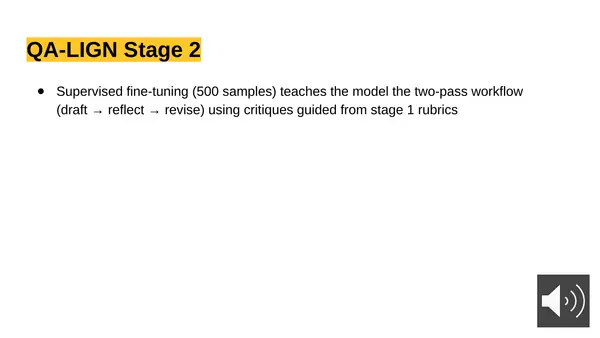 QA-LIGN Stage 2
● Supervised fine-tuning (500 samples) teaches the model the two-pass workflow
(draft → reflect → revise) using critiques guided from stage 1 rubrics